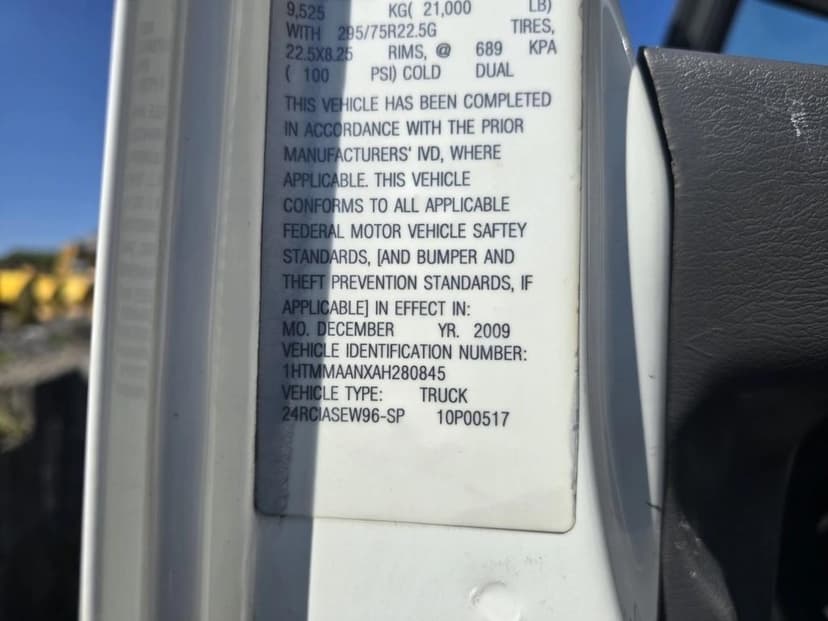 9,525 KG( 21,000 LB)
WITH 295/75R22.5G TIRES,
22.5X8.25 RIMS, @ 689 KPA
( 100 PSI) COLD DUAL
THIS VEHICLE HAS BEEN COMPLETED
IN ACCORDANCE WITH THE PRIOR
MANUFACTURERS' IVD, WHERE
APPLICABLE. THIS VEHICLE
CONFORMS TO ALL APPLICABLE
FEDERAL MOTOR VEHICLE SAFTEY
STANDARDS, [AND BUMPER AND
THEFT PREVENTION STANDARDS, IF
APPLICABLE] IN EFFECT IN:
MO. DECEMBER YR. 2009
VEHICLE IDENTIFICATION NUMBER:
1HTMMAANXAH280845
VEHICLE TYPE: TRUCK
24RCIASEW96-SP 10P00517